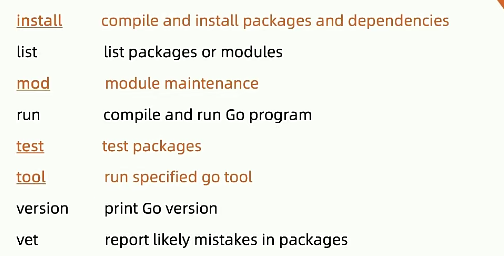 install compile and install packages and dependencies
list list packages or modules
mod module maintenance
run compile and run Go program
test test packages
tool run specified go tool
version print Go version
vet report likely mistakes in packages